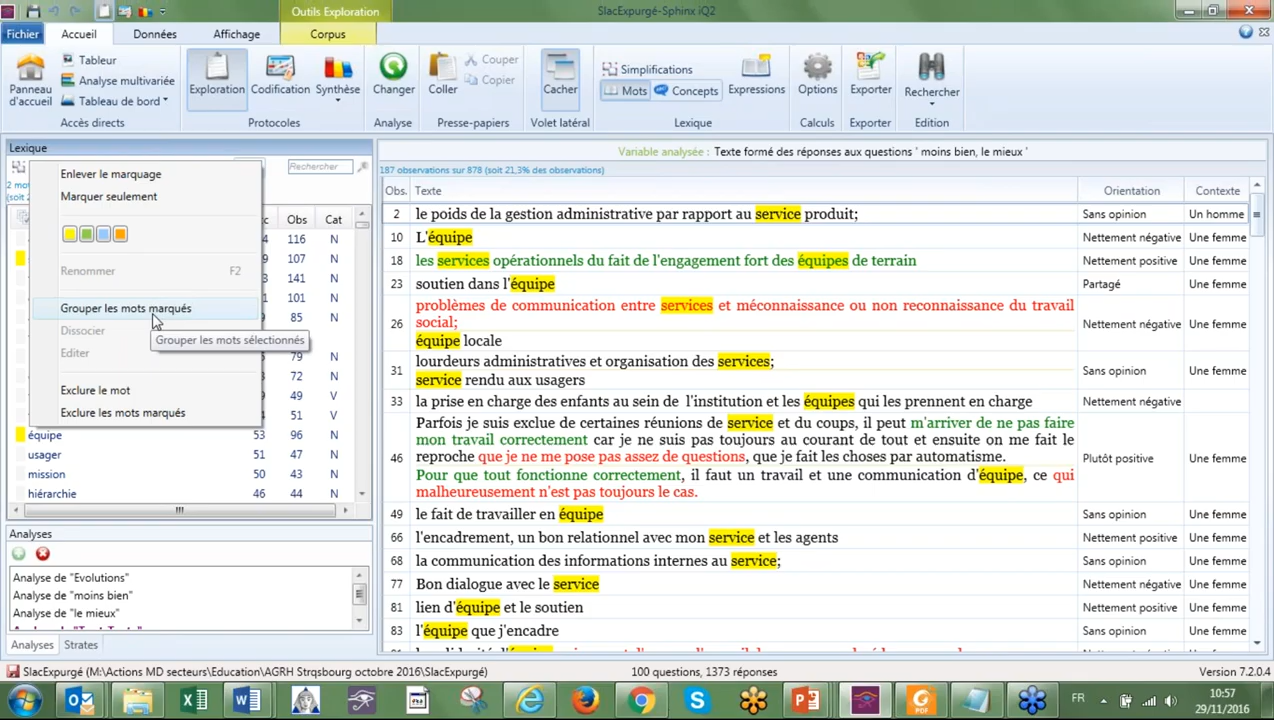 Outils Exploration
SlacExpurgé-Sphinx iQ2
Fichier Accueil Données Affichage Corpus
Panneau d'accueil
Tableur
Analyse multivariée
Tableau de bord
Accès directs
Exploration
Codification
Synthèse
Protocoles
Changer
Analyse
Coller
Couper
Copier
Presse-papiers
Cacher
Volet latéral
Simplifications
Mots
Concepts
Expressions
Lexique
Options
Calculs
Exporter
Exporter
Rechercher
Edition
Lexique
Rechercher
Obs Cat
116 N
107 N
141 N
101 N
85 N
79 N
72 N
49 V
51 V
Enlever le marquage
Marquer seulement
Renommer F2
Grouper les mots marqués
Grouper les mots sélectionnés
Dissocier
Editer
Exclure le mot
Exclure les mots marqués
équipe 53 96 N
usager 51 47 N
mission 50 43 N
hiérarchie 46 44 N
Analyses
Analyse de "Evolutions"
Analyse de "moins bien"
Analyse de "le mieux"
Analyses Strates
Variable analysée : Texte formé des réponses aux questions ' moins bien, le mieux '
187 observations sur 878 (soit 21,3% des observations)
Obs. Texte Orientation Contexte
2 le poids de la gestion administrative par rapport au service produit; Sans opinion Un homme
10 L'équipe Nettement négative Une femme
18 les services opérationnels du fait de l'engagement fort des équipes de terrain Nettement positive Une femme
23 soutien dans l'équipe Partagé Une femme
26 problèmes de communication entre services et méconnaissance ou non reconnaissance du travail
social;
équipe locale Nettement négative Une femme
31 lourdeurs administratives et organisation des services;
service rendu aux usagers Sans opinion Une femme
33 la prise en charge des enfants au sein de l'institution et les équipes qui les prennent en charge Nettement négative
46 Parfois je suis exclue de certaines réunions de service et du coups, il peut m'arriver de ne pas faire
mon travail correctement car je ne suis pas toujours au courant de tout et ensuite on me fait le
reproche que je ne me pose pas assez de questions, que je fait les choses par automatisme.
Pour que tout fonctionne correctement, il faut un travail et une communication d'équipe, ce qui
malheureusement n'est pas toujours le cas. Plutôt positive Une femme
49 le fait de travailler en équipe Sans opinion Une femme
66 l'encadrement, un bon relationnel avec mon service et les agents Nettement positive Une femme
68 la communication des informations internes au service; Sans opinion Une femme
77 Bon dialogue avec le service Nettement négative Une femme
81 lien d'équipe et le soutien Nettement positive Une femme
83 l'équipe que j'encadre Sans opinion Une femme
SlacExpurgé (M:\Actions MD secteurs\Education\AGRH Strqsbourg octobre 2016\SlacExpurgé) 100 questions, 1373 réponses Version 7.2.0.4
FR 10:57
29/11/2016